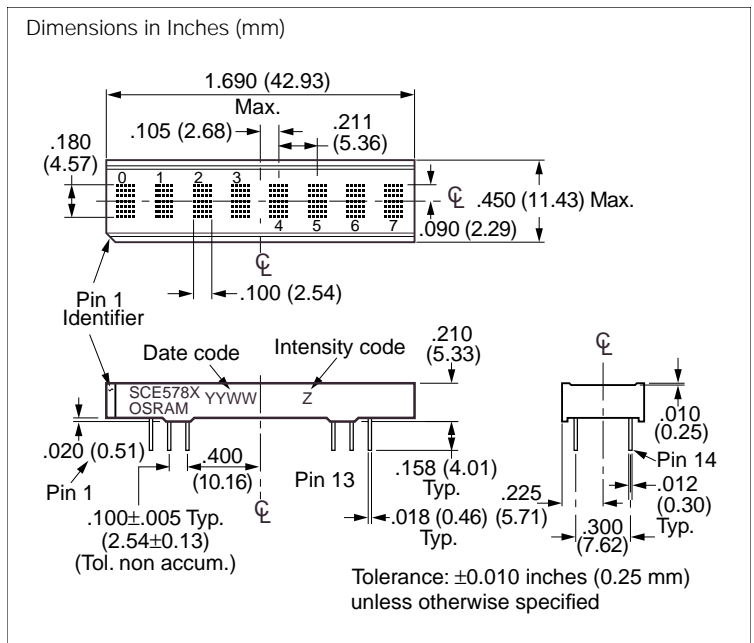 Dimensions in Inches (mm)
1.690 (42.93)
Max.
.105 (2.68)
.211
(5.36)
.180
(4.57)
0 1 2 3
4 5 6 7
℄ .450 (11.43) Max.
.090 (2.29)
℄
.100 (2.54)
Pin 1
Identifier
Date code
Intensity code
.210
(5.33)
℄
SCE578X YYWW Z
OSRAM
.010
(0.25)
.020 (0.51)
Pin 1
.400
(10.16)
℄
Pin 13
.158 (4.01)
Typ.
Pin 14
.012
(0.30)
Typ.
.225
(5.71)
.100±.005 Typ.
(2.54±0.13)
(Tol. non accum.)
.018 (0.46)
Typ.
.300
(7.62)
Tolerance: ±0.010 inches (0.25 mm)
unless otherwise specified